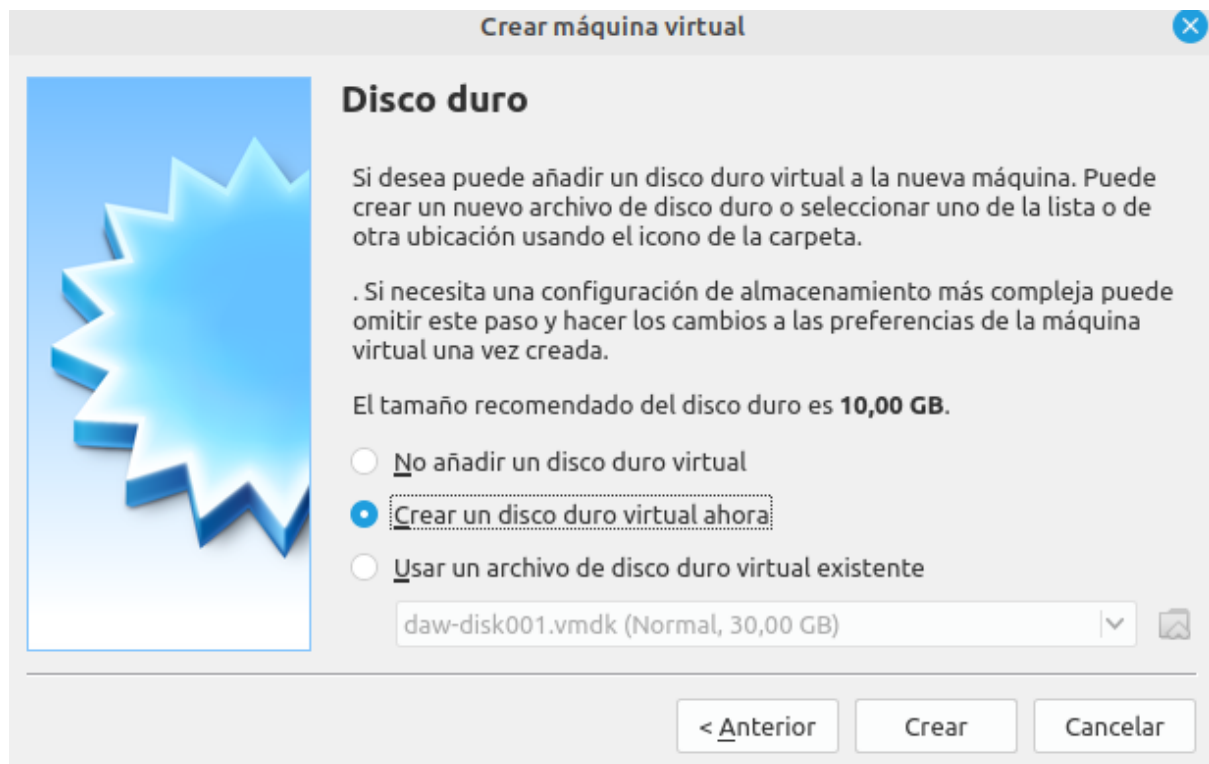 Crear máquina virtual
Disco duro
Si desea puede añadir un disco duro virtual a la nueva máquina. Puede
crear un nuevo archivo de disco duro o seleccionar uno de la lista o de
otra ubicación usando el icono de la carpeta.
. Si necesita una configuración de almacenamiento más compleja puede
omitir este paso y hacer los cambios a las preferencias de la máquina
virtual una vez creada.
El tamaño recomendado del disco duro es 10,00 GB.
No añadir un disco duro virtual
Crear un disco duro virtual ahora
Usar un archivo de disco duro virtual existente
daw-disk001.vmdk (Normal, 30,00 GB)
< Anterior Crear Cancelar